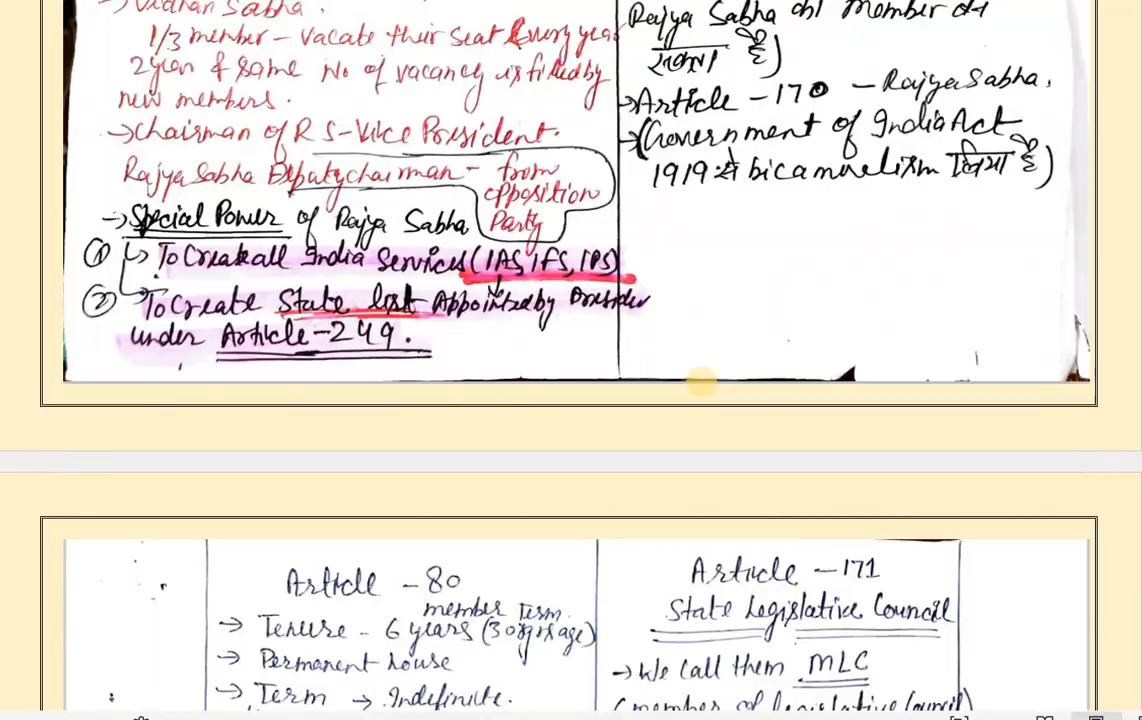 → Vidhan Sabha.
1/3 member - vacate their seat Every year
2 year & same No of vacancy is filled by
new members.
→ Chairman of R S - Vice President.
Rajya Sabha Deputy chairman - from
opposition
Party
→ Special Power of Rajya Sabha
① ↳ To Create all India Services (IAS, IFS, IPS)
② → To Create State list Appointed by
under Article - 249.
Rajya Sabha का Member
सकता है)
→ Article - 170 - Rajya Sabha.
→ (Government of India Act
1919 से bicameralism लिया है)
Article - 80
member Term
→ Tenure - 6 years (30 yrs of age)
→ Permanent house
→ Term → Indefinite.
Article - 171
State Legislative Council
→ We Call them MLC
(member of legislative Council)